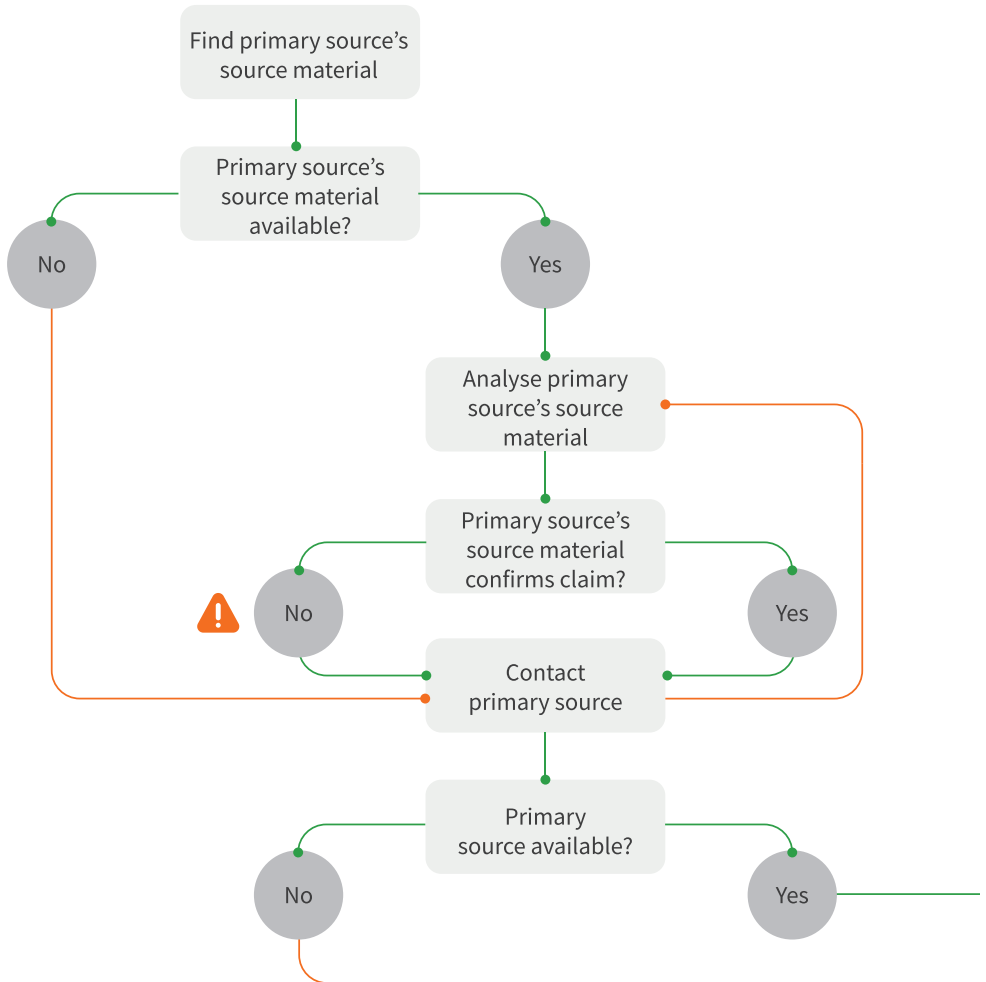 Find primary source’s
source material
Primary source’s
source material
available?
No
Yes
Analyse primary
source’s source
material
Primary source’s
source material
confirms claim?
No
Yes
Contact
primary source
Primary
source available?
No
Yes